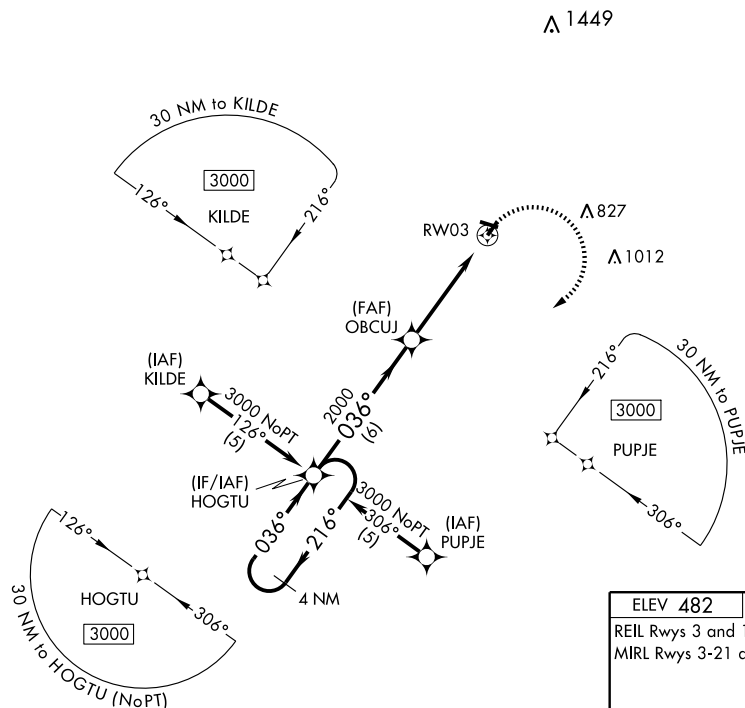 1449
30 NM to KILDE
3000
126°
216°
KILDE
827
RW03
1012
(FAF)
OBCUJ
(IAF)
KILDE
3000 NoPT
126°
(5)
2000
036°
(6)
(IF/IAF)
HOGTU
036°
216°
4 NM
3000 NoPT
306°
(5)
(IAF)
PUPJE
216°
30 NM to PUPJE
3000
PUPJE
306°
126°
HOGTU
306°
3000
30 NM to HOGTU (NoPT)
ELEV 482
REIL Rwys 3 and
MIRL Rwys 3-21